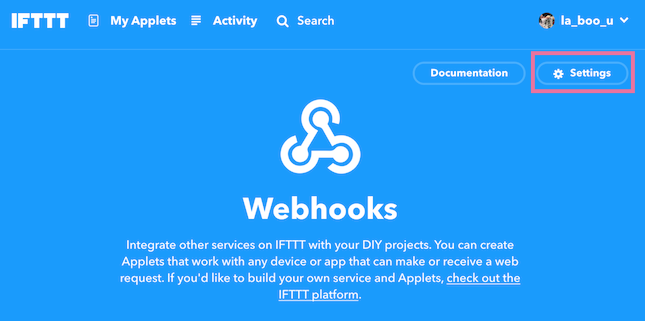 IFTTT My Applets Activity Search la_boo_u
Documentation Settings
Webhooks
Integrate other services on IFTTT with your DIY projects. You can create
Applets that work with any device or app that can make or receive a web
request. If you'd like to build your own service and Applets, check out the
IFTTT platform.